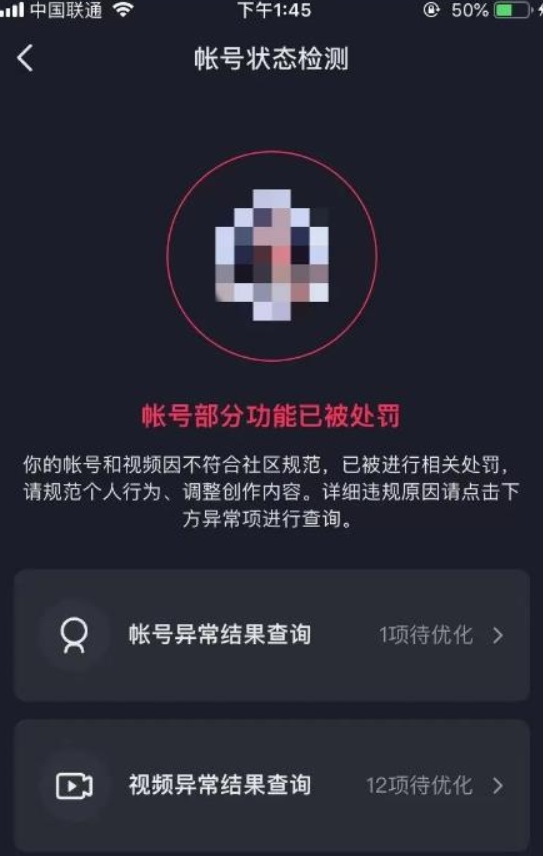 中国联通 下午1:45 50%
帐号状态检测
帐号部分功能已被处罚
你的帐号和视频因不符合社区规范，已被进行相关处罚，
请规范个人行为、调整创作内容。详细违规原因请点击下
方异常项进行查询。
帐号异常结果查询 1项待优化
视频异常结果查询 12项待优化